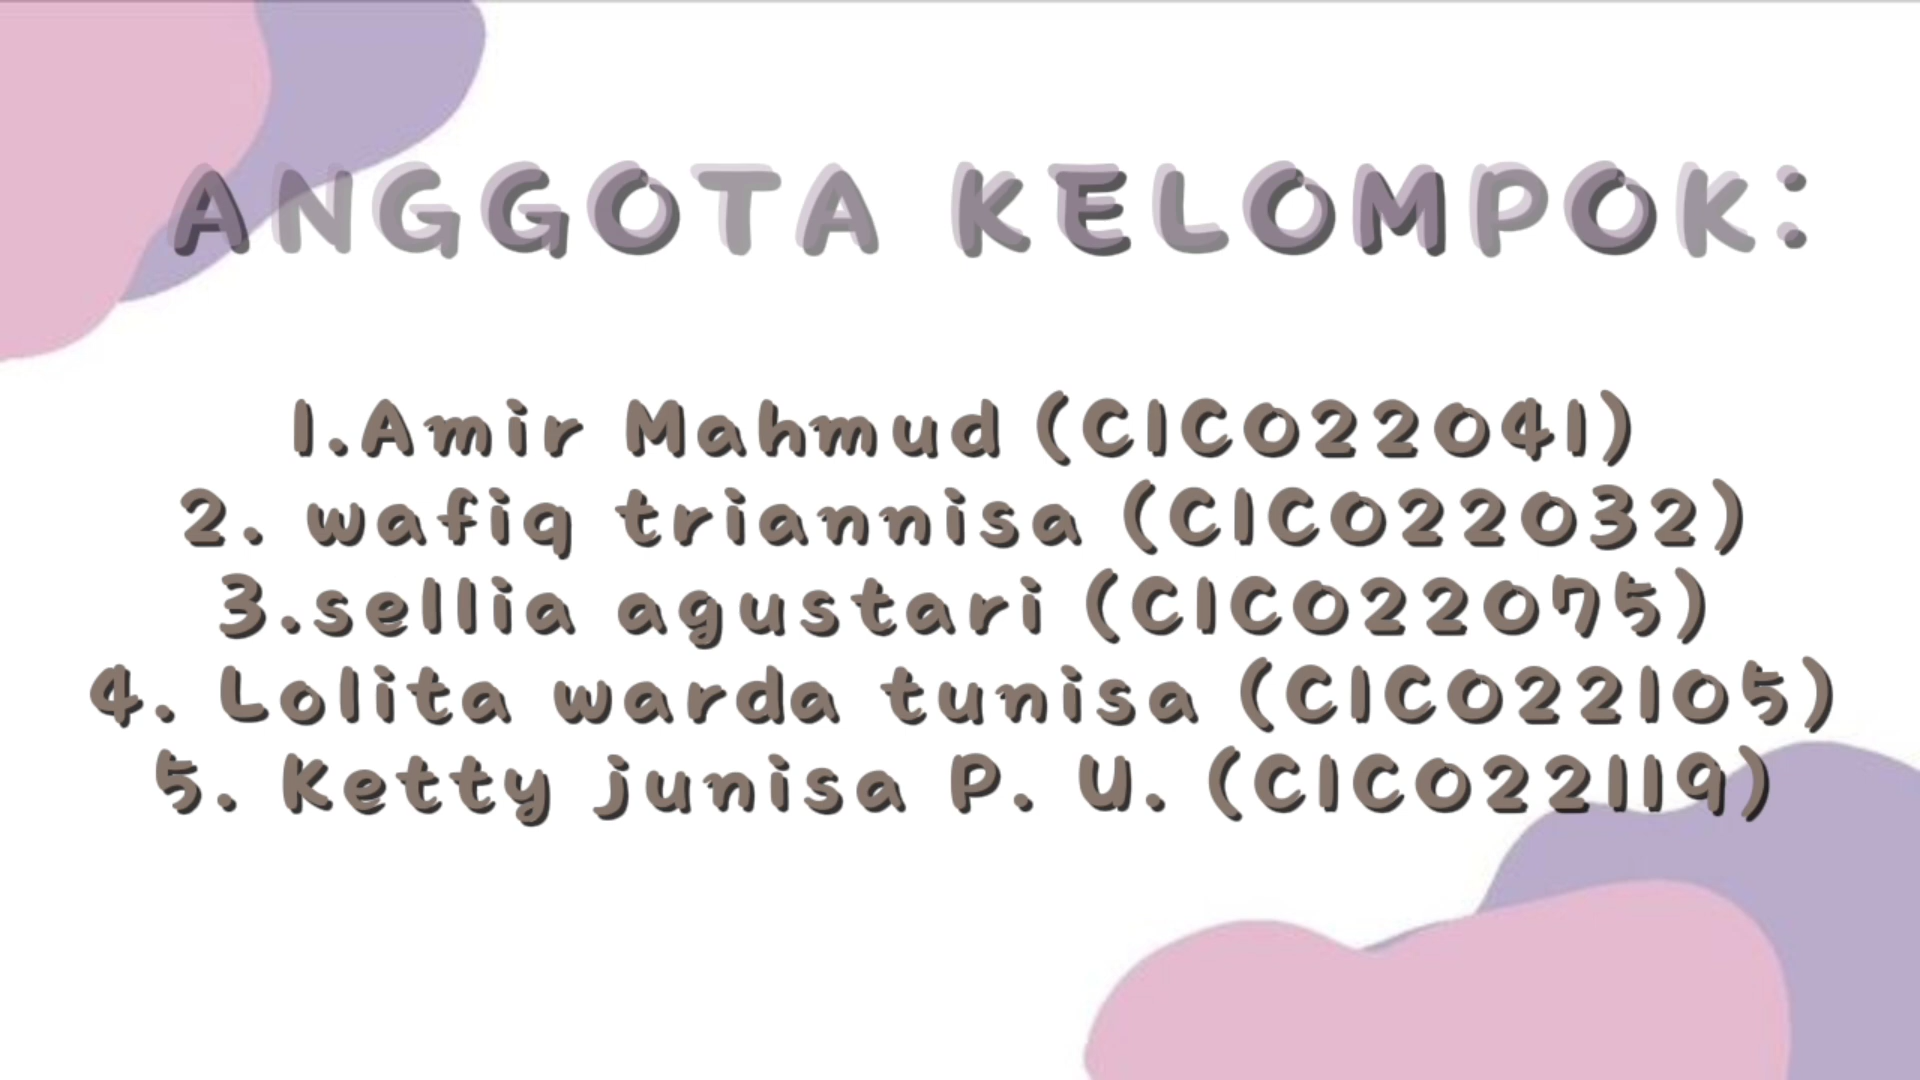 ANGGOTA KELOMPOK:
1.Amir Mahmud (C1C022041)
2. wafiq triannisa (C1C022032)
3.sellia agustari (C1C022075)
4. Lolita warda tunisa (C1C022105)
5. Ketty junisa P. U. (C1C022119)